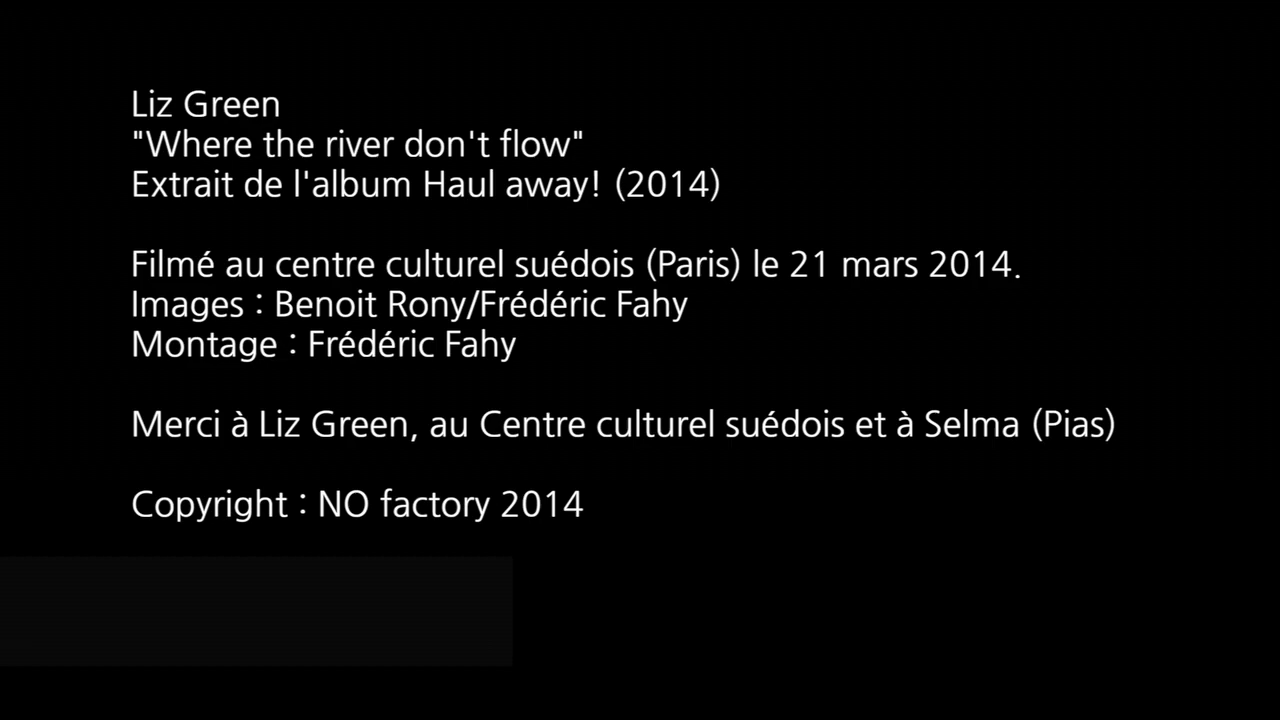 Liz Green
"Where the river don't flow"
Extrait de l'album Haul away! (2014)
Filmé au centre culturel suédois (Paris) le 21 mars 2014.
Images : Benoit Rony/Frédéric Fahy
Montage : Frédéric Fahy
Merci à Liz Green, au Centre culturel suédois et à Selma (Pias)
Copyright : NO factory 2014